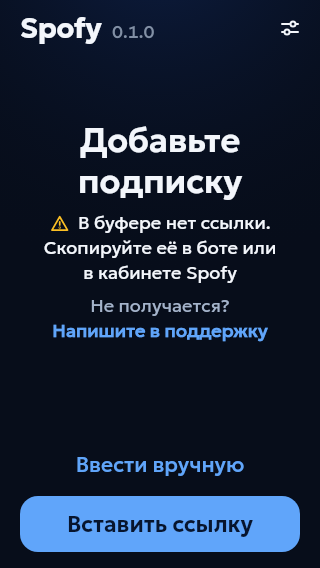 Spofy 0.1.0
Добавьте
подписку
В буфере нет ссылки.
Скопируйте её в боте или
в кабинете Spofy
Не получается?
Напишите в поддержку
Ввести вручную
Вставить ссылку